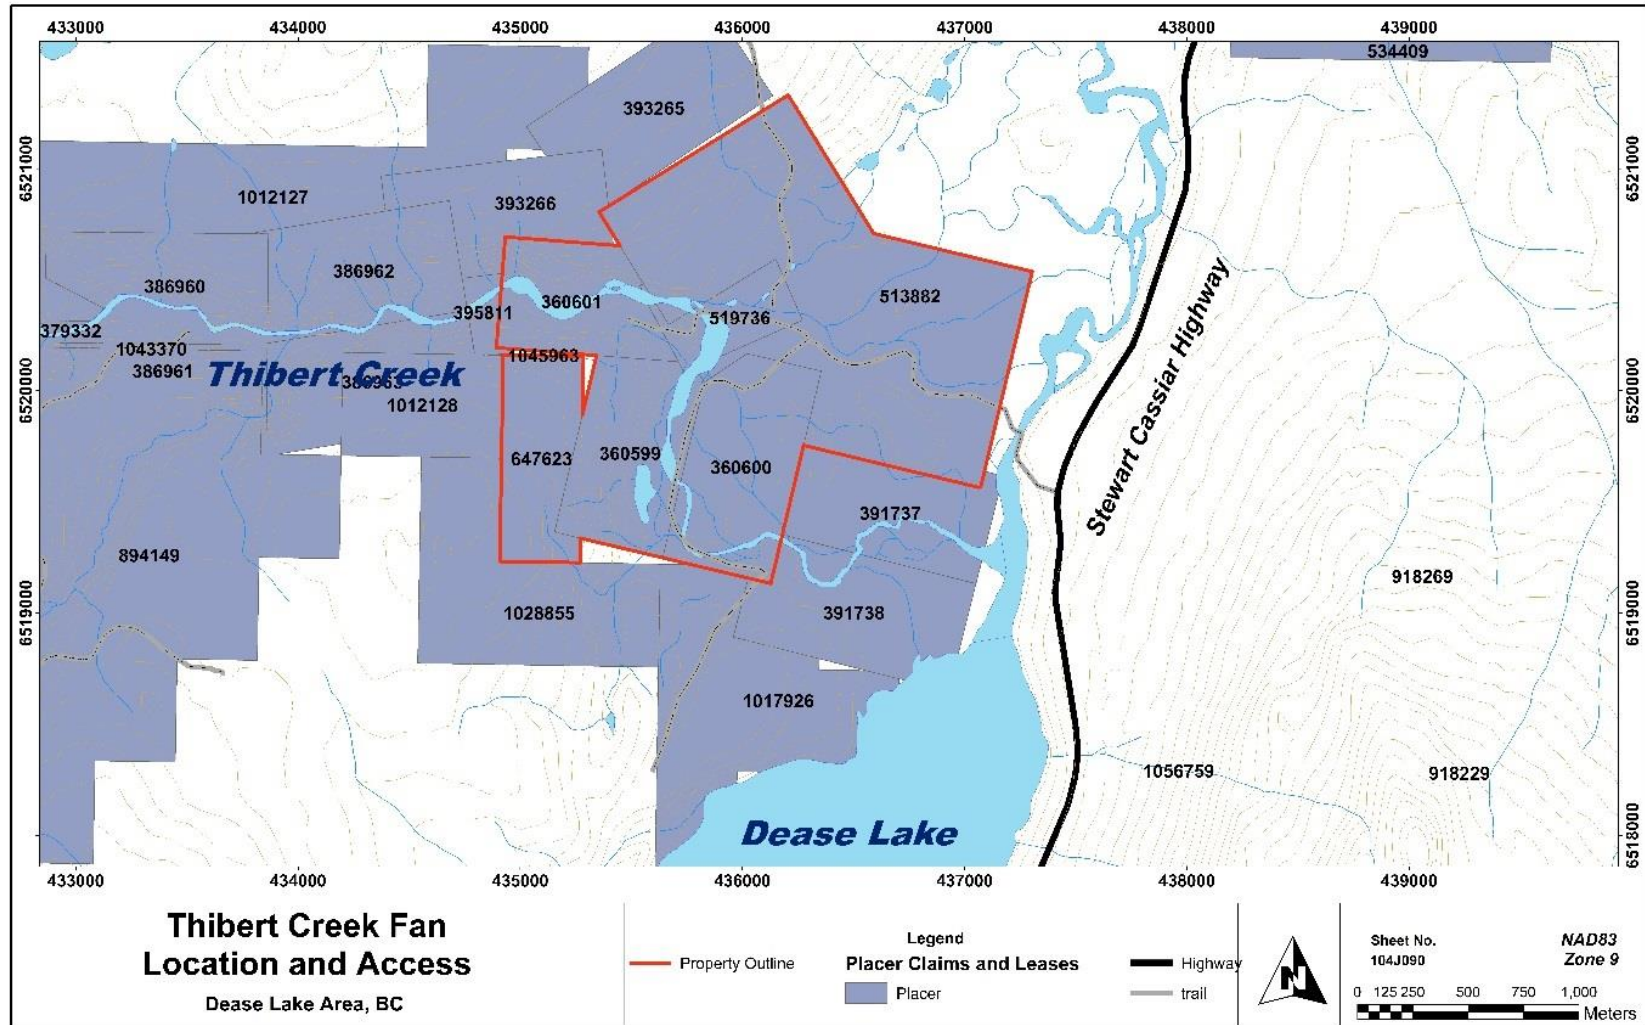 433000 434000 435000 436000 437000 438000 439000
534409
393265
6521000
6521000
1012127
393266
386962
386960
360601
513882
395811
519736
379332
1043370
1045963
386961
Thibert Creek
1012128
6520000
6520000
Stewart Cassiar Highway
647623
360599
360600
391737
894149
918269
1028855
391738
6519000
6519000
1017926
1056759
918229
Dease Lake
6518000
6518000
433000 434000 435000 436000 437000 438000 439000
Thibert Creek Fan
Location and Access
Dease Lake Area, BC
Legend
Property Outline
Placer Claims and Leases
Placer
Highway
trail
N
Sheet No.
104J090
NAD83
Zone 9
0 125 250 500 750 1,000
Meters